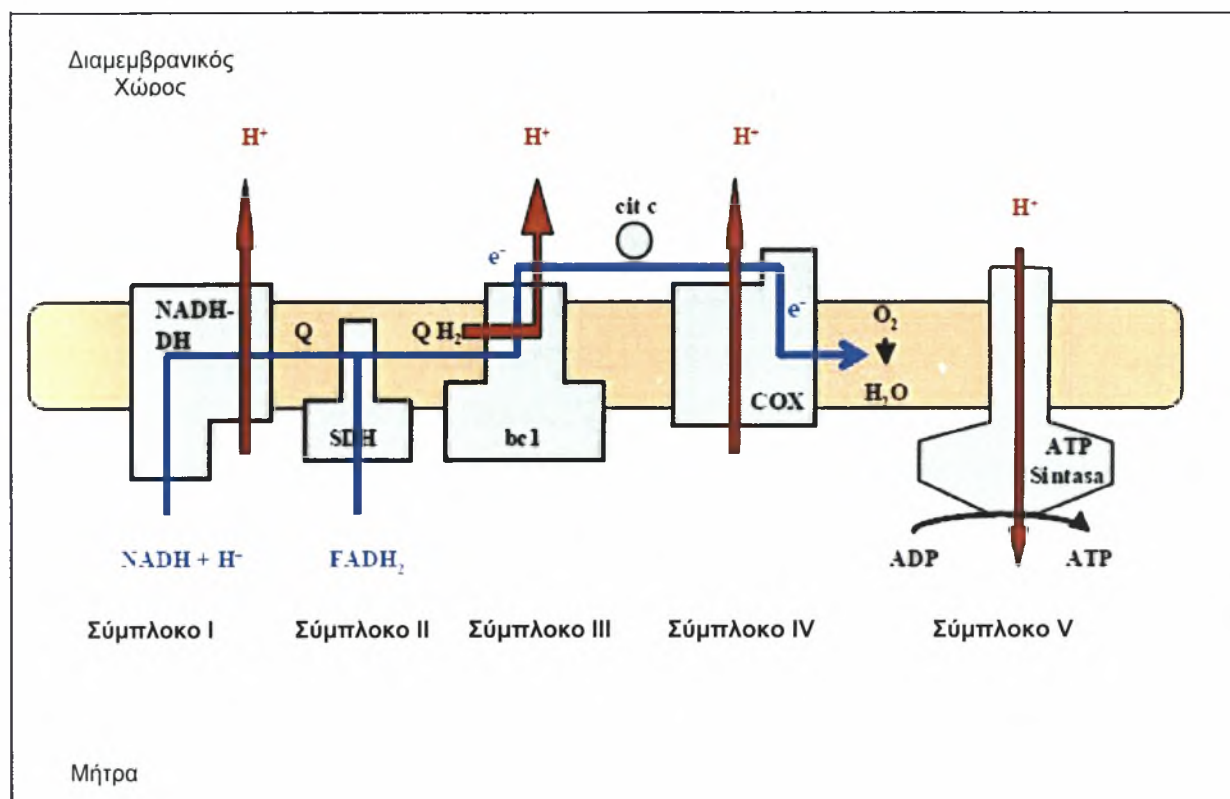 Διαμεμβρανικός
Χώρος
H⁺
H⁺
H⁺
H⁺
cit c
e⁻
NADH-
DH
Q
Q H₂
e⁻
O₂
H₂O
SDH
bc1
COX
ATP
Sintasa
NADH + H⁺
FADH₂
ADP
ATP
Σύμπλοκο I
Σύμπλοκο II
Σύμπλοκο III
Σύμπλοκο IV
Σύμπλοκο V
Μήτρα